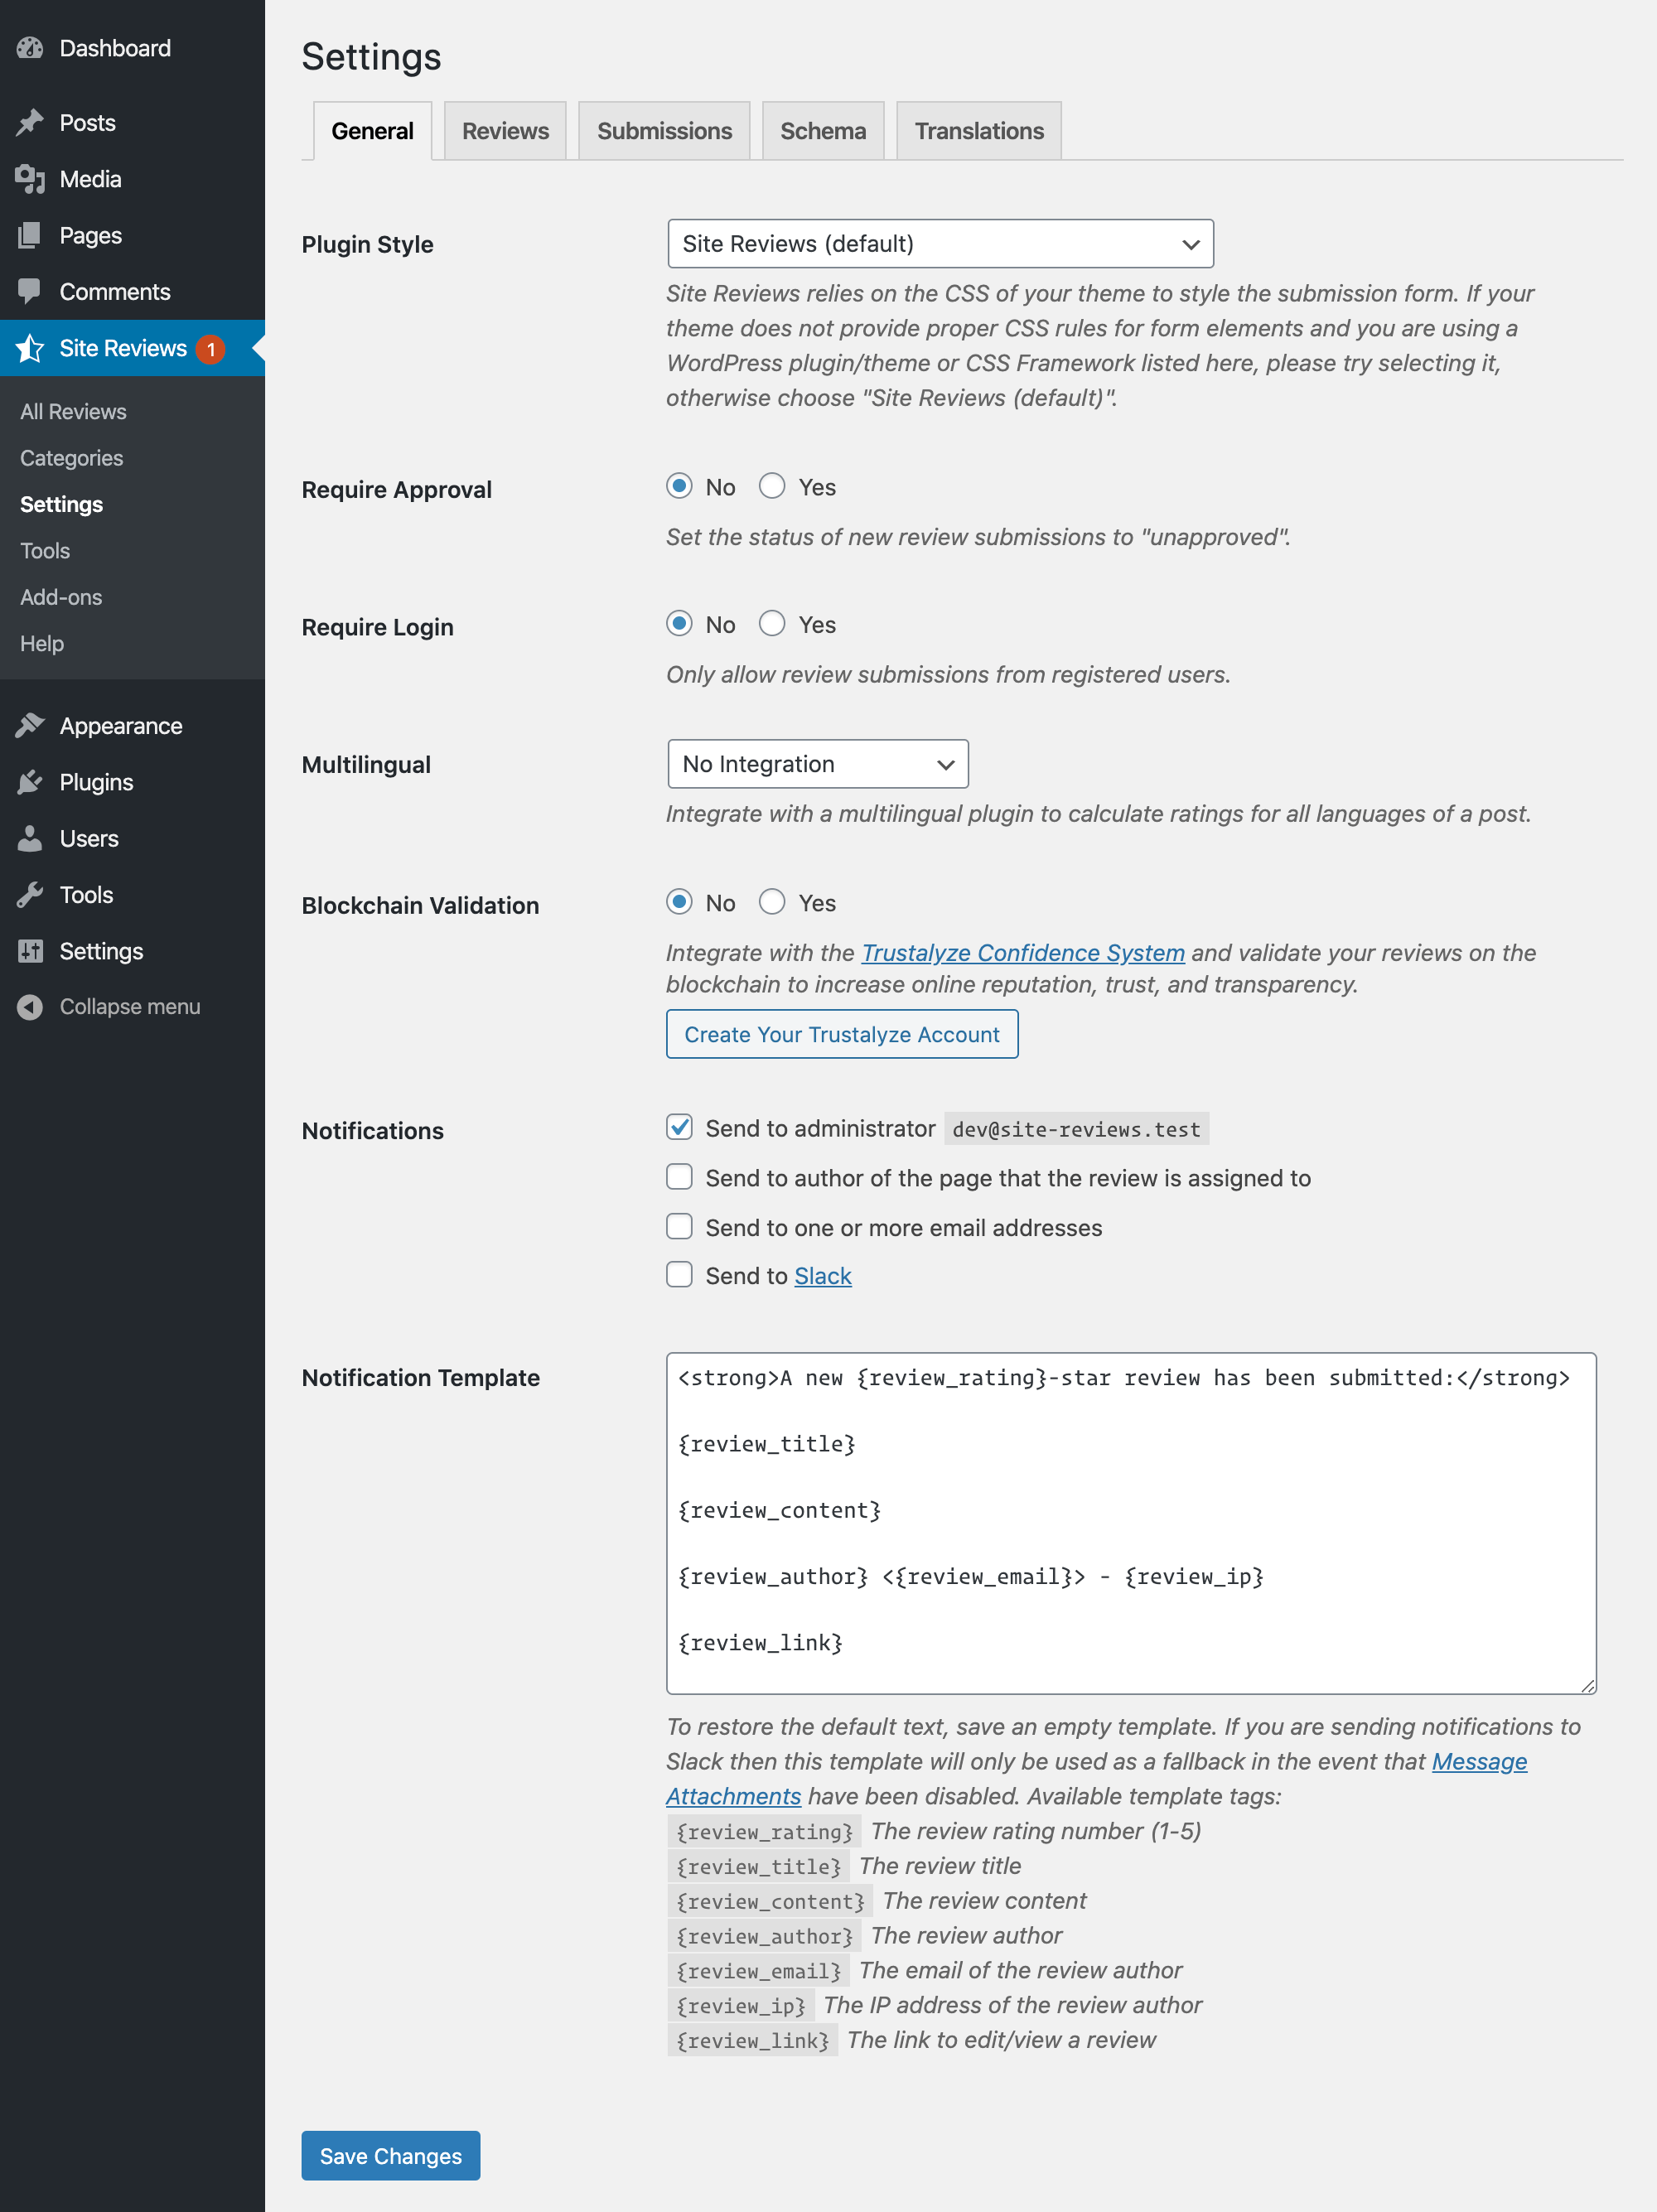 Dashboard
Posts
Media
Pages
Comments
Site Reviews 1
All Reviews
Categories
Settings
Tools
Add-ons
Help
Appearance
Plugins
Users
Tools
Settings
Collapse menu
Settings
General Reviews Submissions Schema Translations
Plugin Style
Site Reviews (default)
Site Reviews relies on the CSS of your theme to style the submission form. If your
theme does not provide proper CSS rules for form elements and you are using a
WordPress plugin/theme or CSS Framework listed here, please try selecting it,
otherwise choose "Site Reviews (default)".
Require Approval
No Yes
Set the status of new review submissions to "unapproved".
Require Login
No Yes
Only allow review submissions from registered users.
Multilingual
No Integration
Integrate with a multilingual plugin to calculate ratings for all languages of a post.
Blockchain Validation
No Yes
Integrate with the Trustalyze Confidence System and validate your reviews on the
blockchain to increase online reputation, trust, and transparency.
Create Your Trustalyze Account
Notifications
Send to administrator dev@site-reviews.test
Send to author of the page that the review is assigned to
Send to one or more email addresses
Send to Slack
Notification Template
<strong>A new {review_rating}-star review has been submitted:</strong>
{review_title}
{review_content}
{review_author} <{review_email}> - {review_ip}
{review_link}
To restore the default text, save an empty template. If you are sending notifications to
Slack then this template will only be used as a fallback in the event that Message
Attachments have been disabled. Available template tags:
{review_rating} The review rating number (1-5)
{review_title} The review title
{review_content} The review content
{review_author} The review author
{review_email} The email of the review author
{review_ip} The IP address of the review author
{review_link} The link to edit/view a review
Save Changes